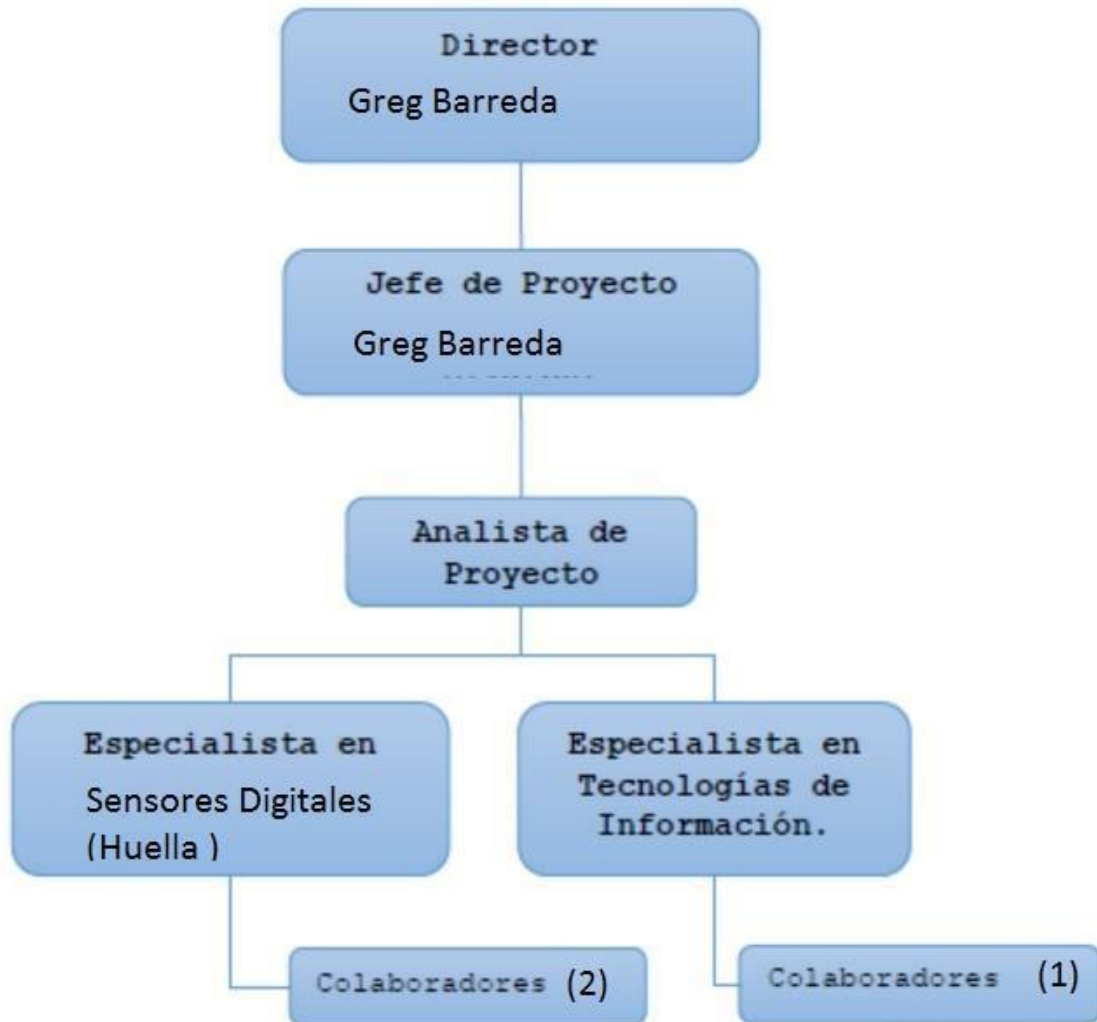 Director
Greg Barreda
Jefe de Proyecto
Greg Barreda
Analista de
Proyecto
Especialista en
Sensores Digitales
(Huella )
Especialista en
Tecnologías de
Información.
Colaboradores (2)
Colaboradores (1)